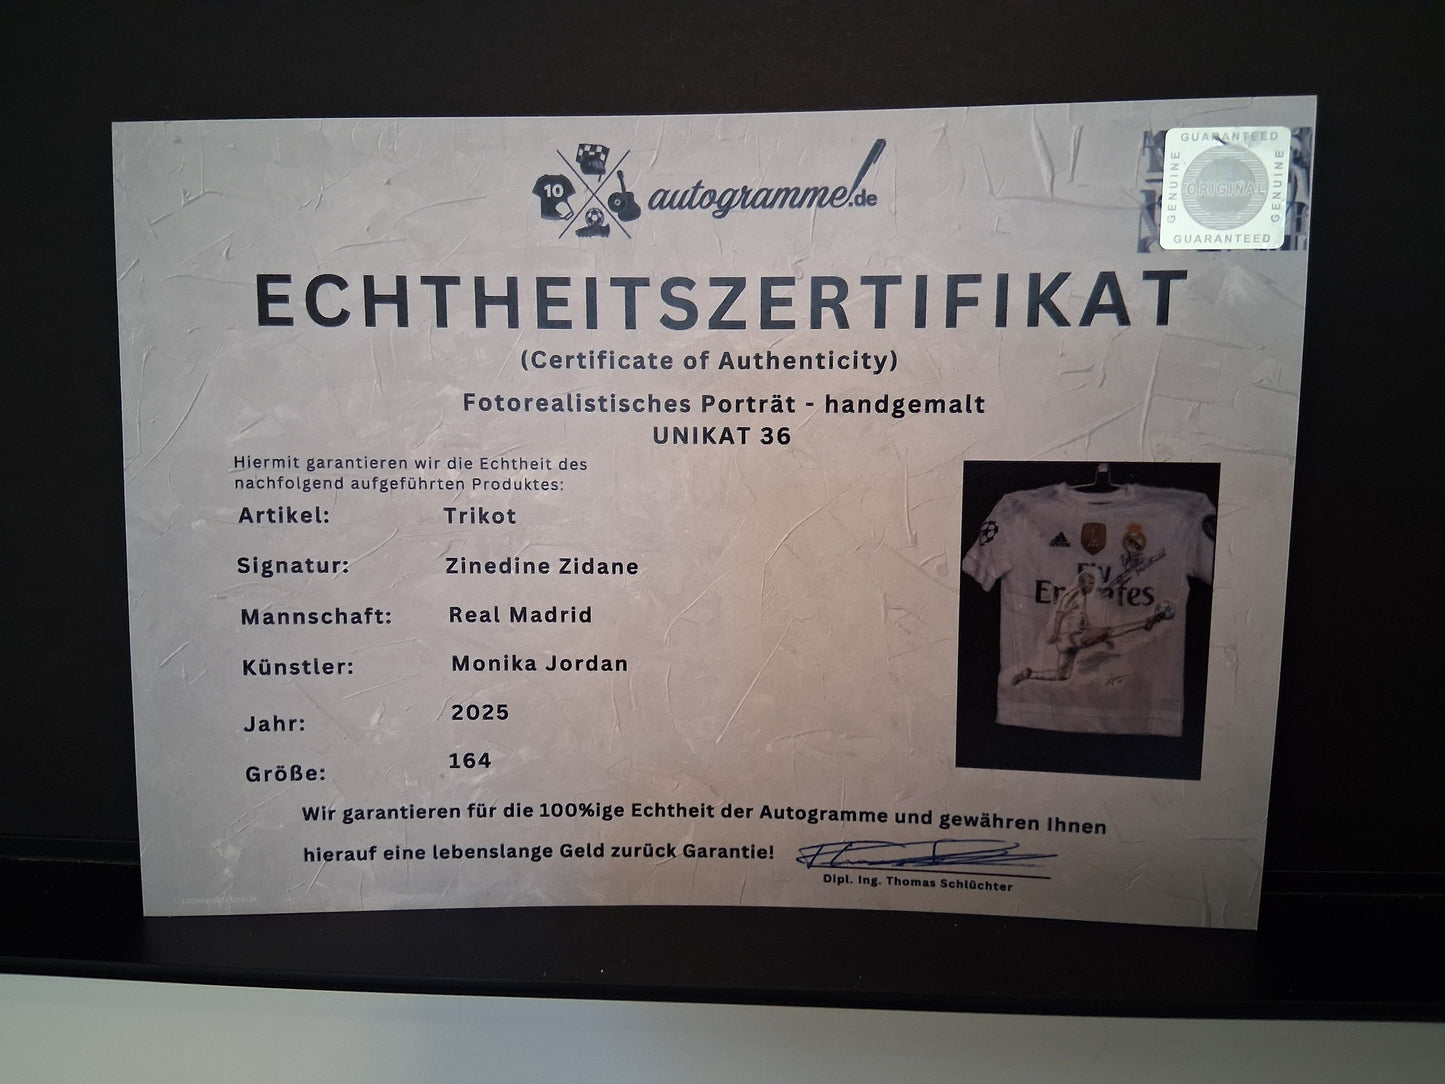 10
autogramme.de
GUARANTEED
GENUINE
ORIGINAL
GENUINE
GUARANTEED
ECHTHEITSZERTIFIKAT
(Certificate of Authenticity)
Fotorealistisches Porträt - handgemalt
UNIKAT 36
Hiermit garantieren wir die Echtheit des
nachfolgend aufgeführten Produktes:
Artikel: Trikot
Signatur: Zinedine Zidane
Mannschaft: Real Madrid
Künstler: Monika Jordan
Jahr: 2025
Größe: 164
Fly
Emirates
Wir garantieren für die 100%ige Echtheit der Autogramme und gewähren Ihnen
hierauf eine lebenslange Geld zurück Garantie!
Dipl. Ing. Thomas Schlüchter